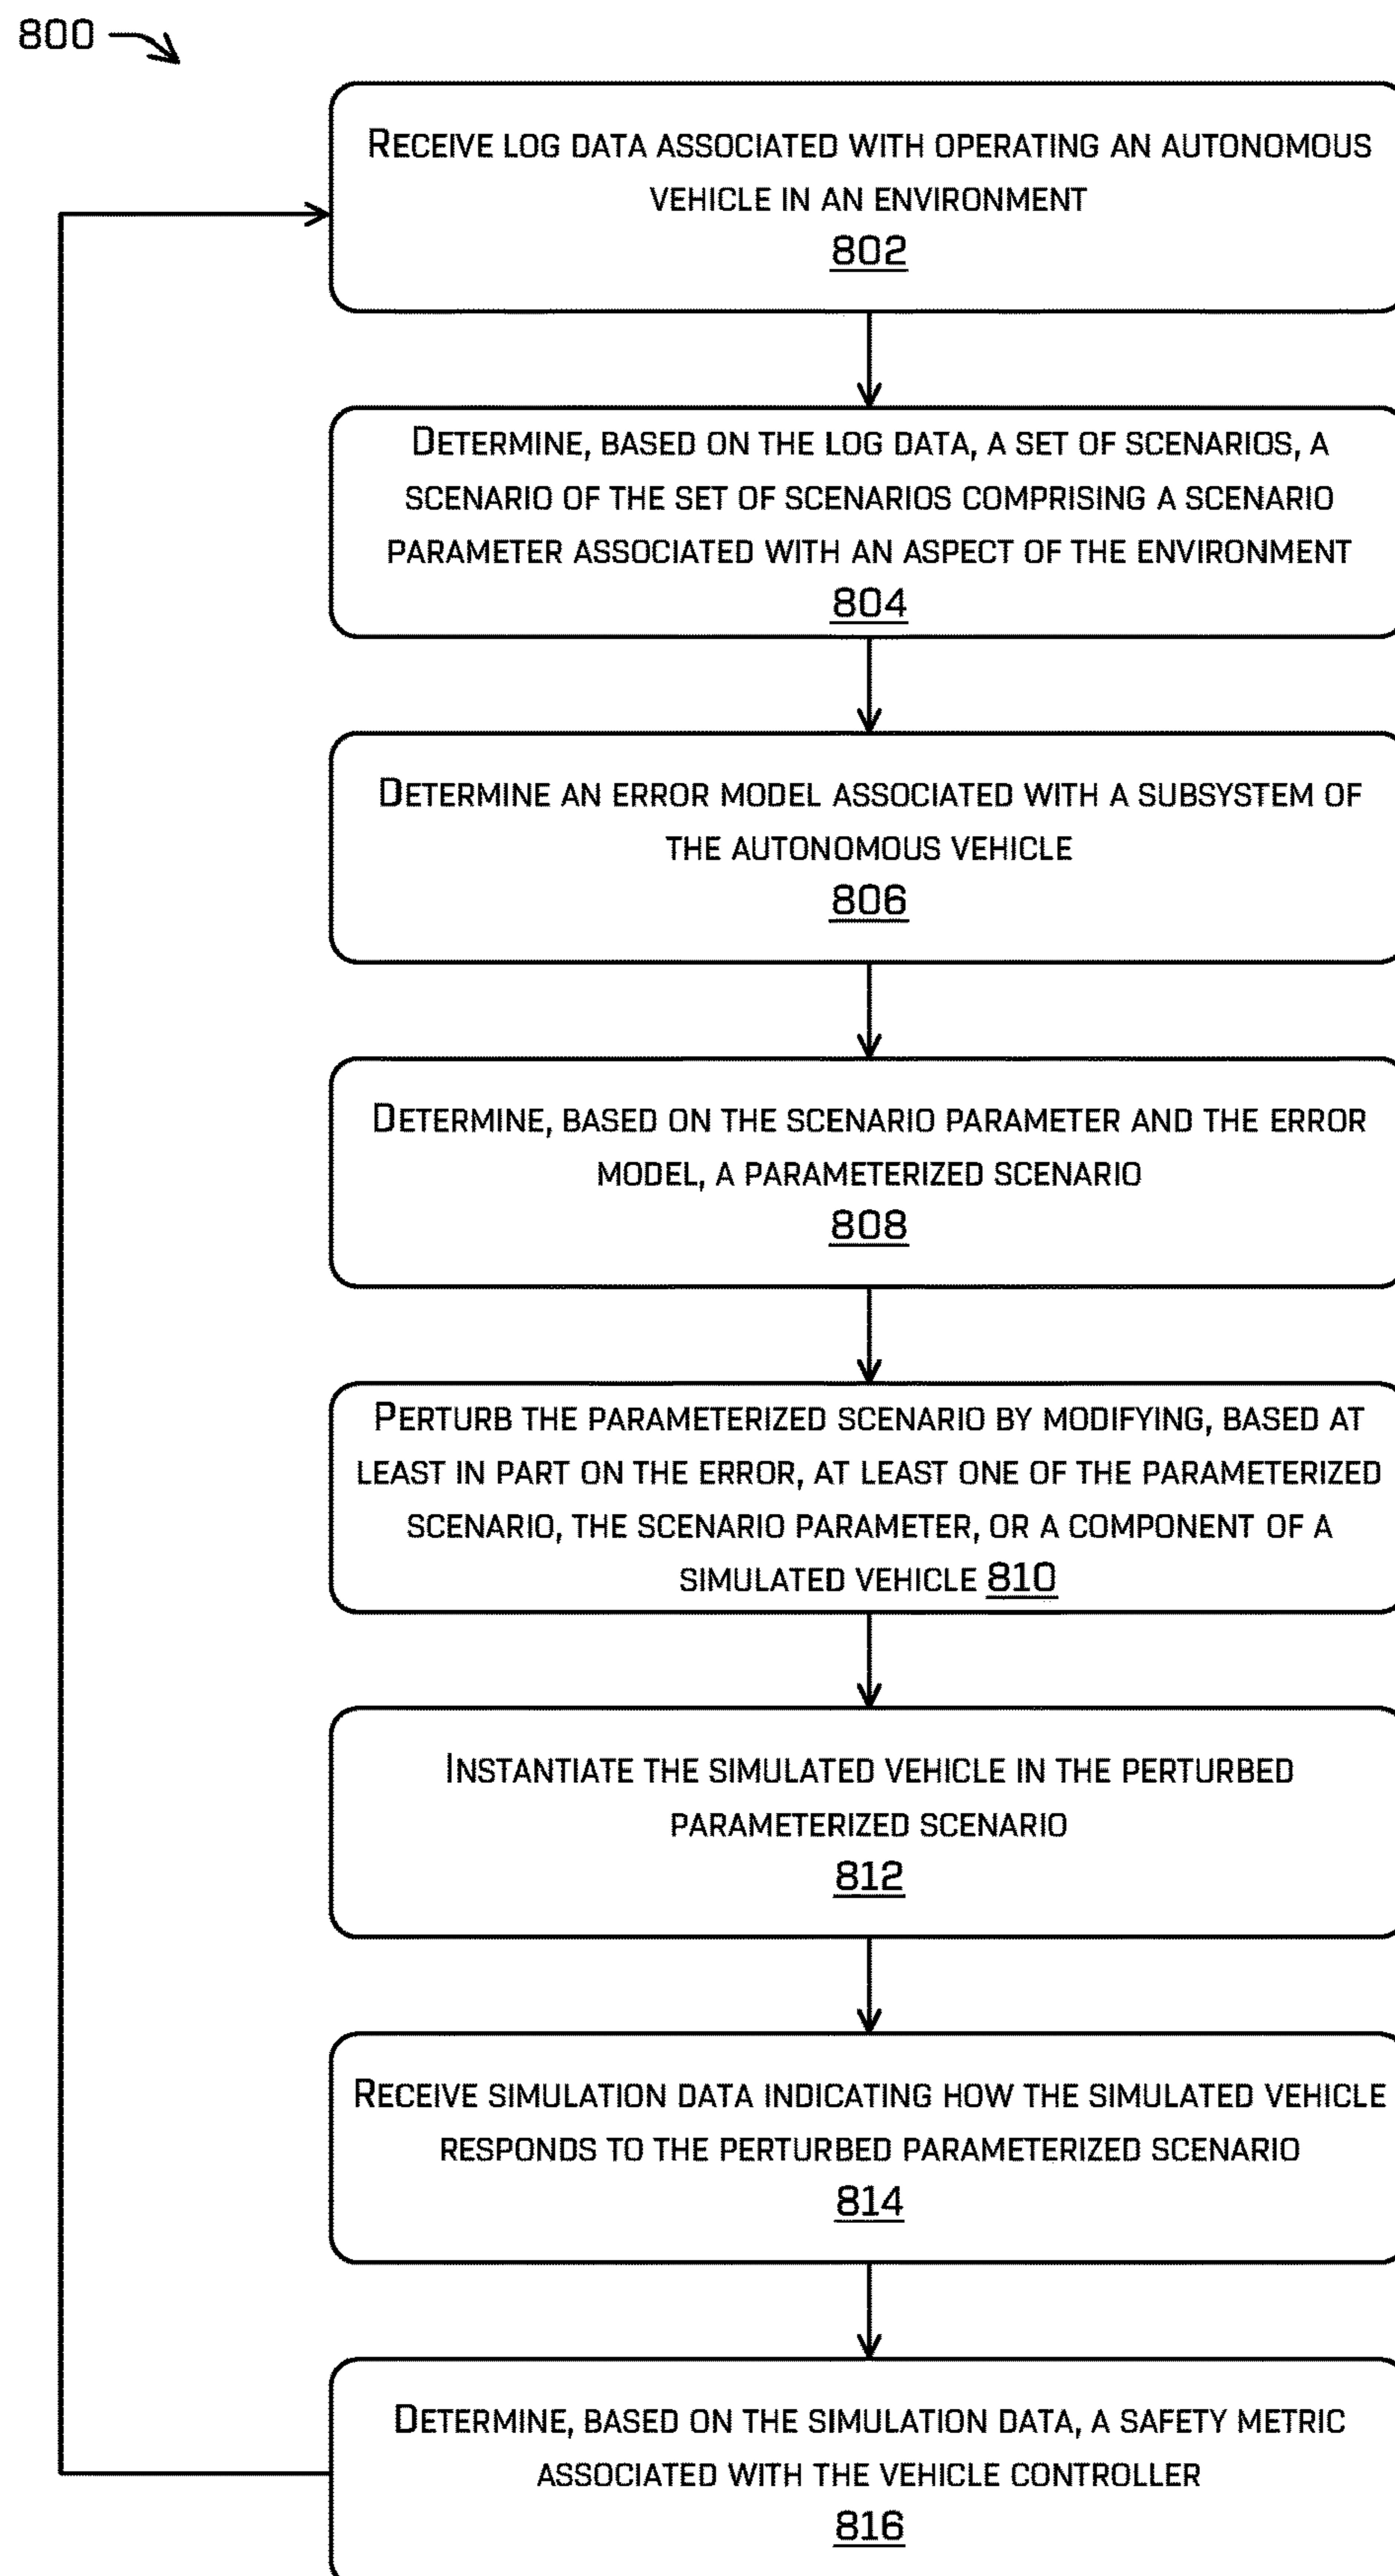 800
RECEIVE LOG DATA ASSOCIATED WITH OPERATING AN AUTONOMOUS
VEHICLE IN AN ENVIRONMENT
802
DETERMINE, BASED ON THE LOG DATA, A SET OF SCENARIOS, A
SCENARIO OF THE SET OF SCENARIOS COMPRISING A SCENARIO
PARAMETER ASSOCIATED WITH AN ASPECT OF THE ENVIRONMENT
804
DETERMINE AN ERROR MODEL ASSOCIATED WITH A SUBSYSTEM OF
THE AUTONOMOUS VEHICLE
806
DETERMINE, BASED ON THE SCENARIO PARAMETER AND THE ERROR
MODEL, A PARAMETERIZED SCENARIO
808
PERTURB THE PARAMETERIZED SCENARIO BY MODIFYING, BASED AT
LEAST IN PART ON THE ERROR, AT LEAST ONE OF THE PARAMETERIZED
SCENARIO, THE SCENARIO PARAMETER, OR A COMPONENT OF A
SIMULATED VEHICLE 810
INSTANTIATE THE SIMULATED VEHICLE IN THE PERTURBED
PARAMETERIZED SCENARIO
812
RECEIVE SIMULATION DATA INDICATING HOW THE SIMULATED VEHICLE
RESPONDS TO THE PERTURBED PARAMETERIZED SCENARIO
814
DETERMINE, BASED ON THE SIMULATION DATA, A SAFETY METRIC
ASSOCIATED WITH THE VEHICLE CONTROLLER
816